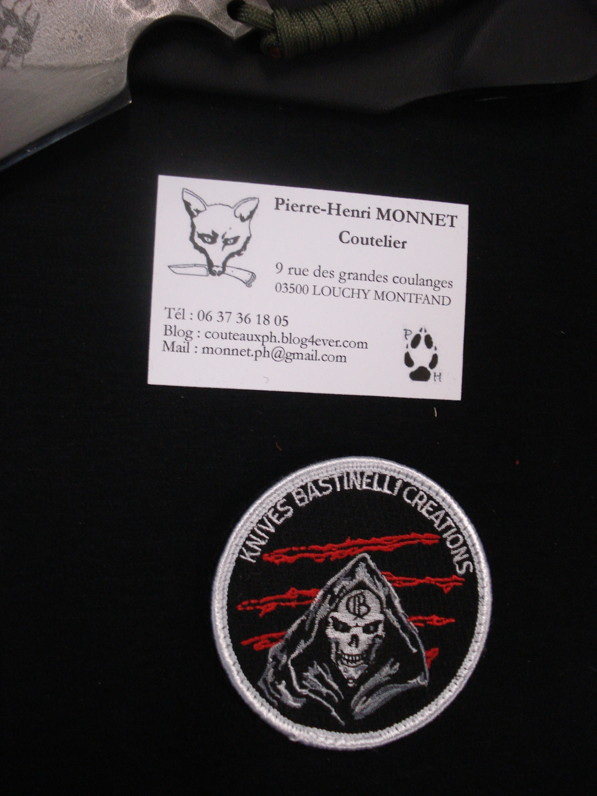 Pierre-Henri MONNET
Coutelier
9 rue des grandes coulanges
03500 LOUCHY MONTFAND
Tél : 06 37 36 18 05
Blog : couteauxph.blog4ever.com
Mail : monnet.ph@gmail.com
P
H
KNIVES BASTINELLI CREATIONS
B